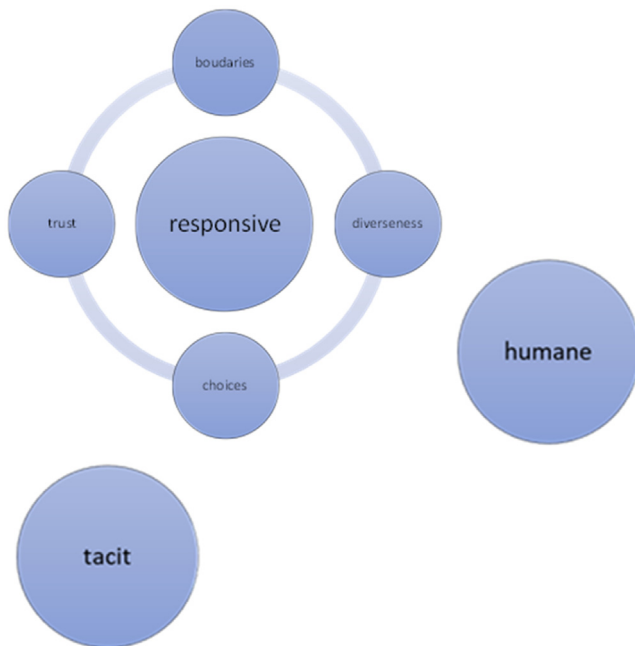 boudaries
trust
responsive
diverseness
choices
humane
tacit